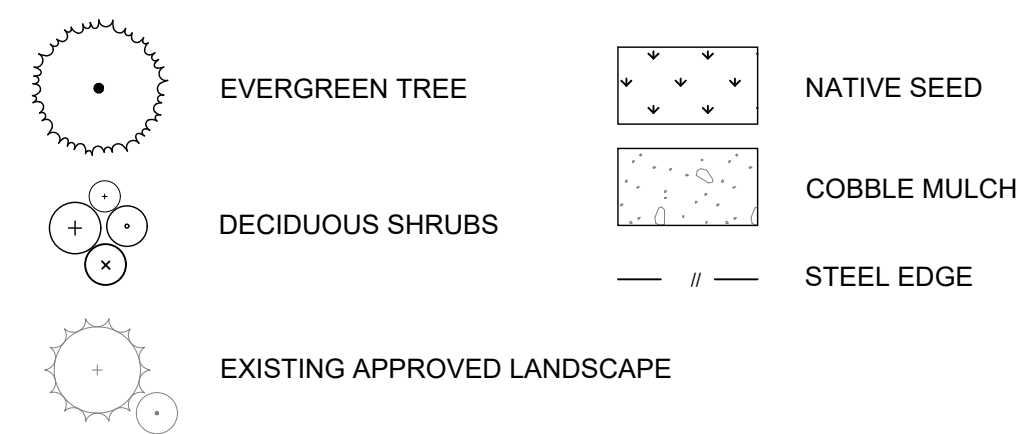 EVERGREEN TREE
DECIDUOUS SHRUBS
EXISTING APPROVED LANDSCAPE
NATIVE SEED
COBBLE MULCH
//
STEEL EDGE